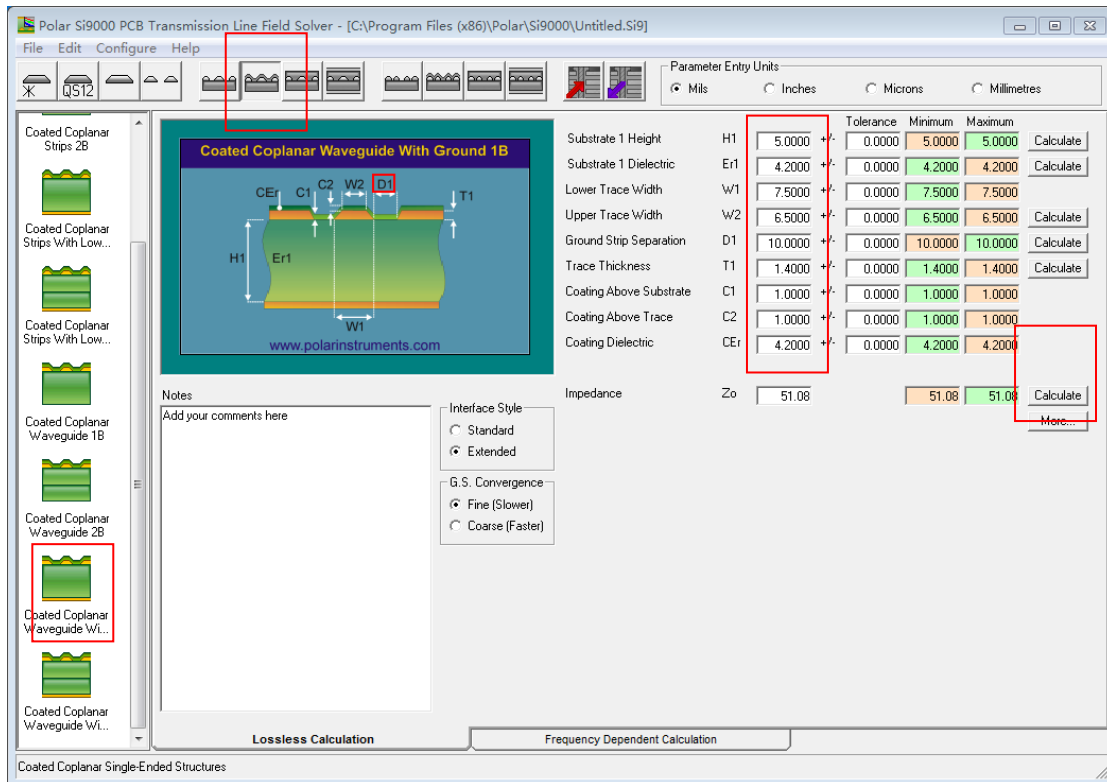 Polar Si9000 PCB Transmission Line Field Solver - [C:\Program Files (x86)\Polar\Si9000\Untitled.Si9]
File Edit Configure Help
QS12
Parameter Entry Units
Mils Inches Microns Millimetres
Coated Coplanar
Strips 2B
Coated Coplanar
Strips With Low...
Coated Coplanar
Strips With Low...
Coated Coplanar
Waveguide 1B
Coated Coplanar
Waveguide 2B
Coated Coplanar
Waveguide Wi...
Coated Coplanar
Waveguide Wi...
Coated Coplanar Waveguide With Ground 1B
CEr C1 C2 W2 D1 T1
H1 Er1
W1
www.polarinstruments.com
Tolerance Minimum Maximum
Substrate 1 Height H1 5.0000 +/- 0.0000 5.0000 5.0000 Calculate
Substrate 1 Dielectric Er1 4.2000 +/- 0.0000 4.2000 4.2000 Calculate
Lower Trace Width W1 7.5000 +/- 0.0000 7.5000 7.5000
Upper Trace Width W2 6.5000 +/- 0.0000 6.5000 6.5000 Calculate
Ground Strip Separation D1 10.0000 +/- 0.0000 10.0000 10.0000 Calculate
Trace Thickness T1 1.4000 +/- 0.0000 1.4000 1.4000 Calculate
Coating Above Substrate C1 1.0000 +/- 0.0000 1.0000 1.0000
Coating Above Trace C2 1.0000 +/- 0.0000 1.0000 1.0000
Coating Dielectric CEr 4.2000 +/- 0.0000 4.2000 4.2000
Impedance Zo 51.08 51.08 51.08 Calculate
More...
Notes
Add your comments here
Interface Style
Standard
Extended
G.S. Convergence
Fine (Slower)
Coarse (Faster)
Lossless Calculation Frequency Dependent Calculation
Coated Coplanar Single-Ended Structures